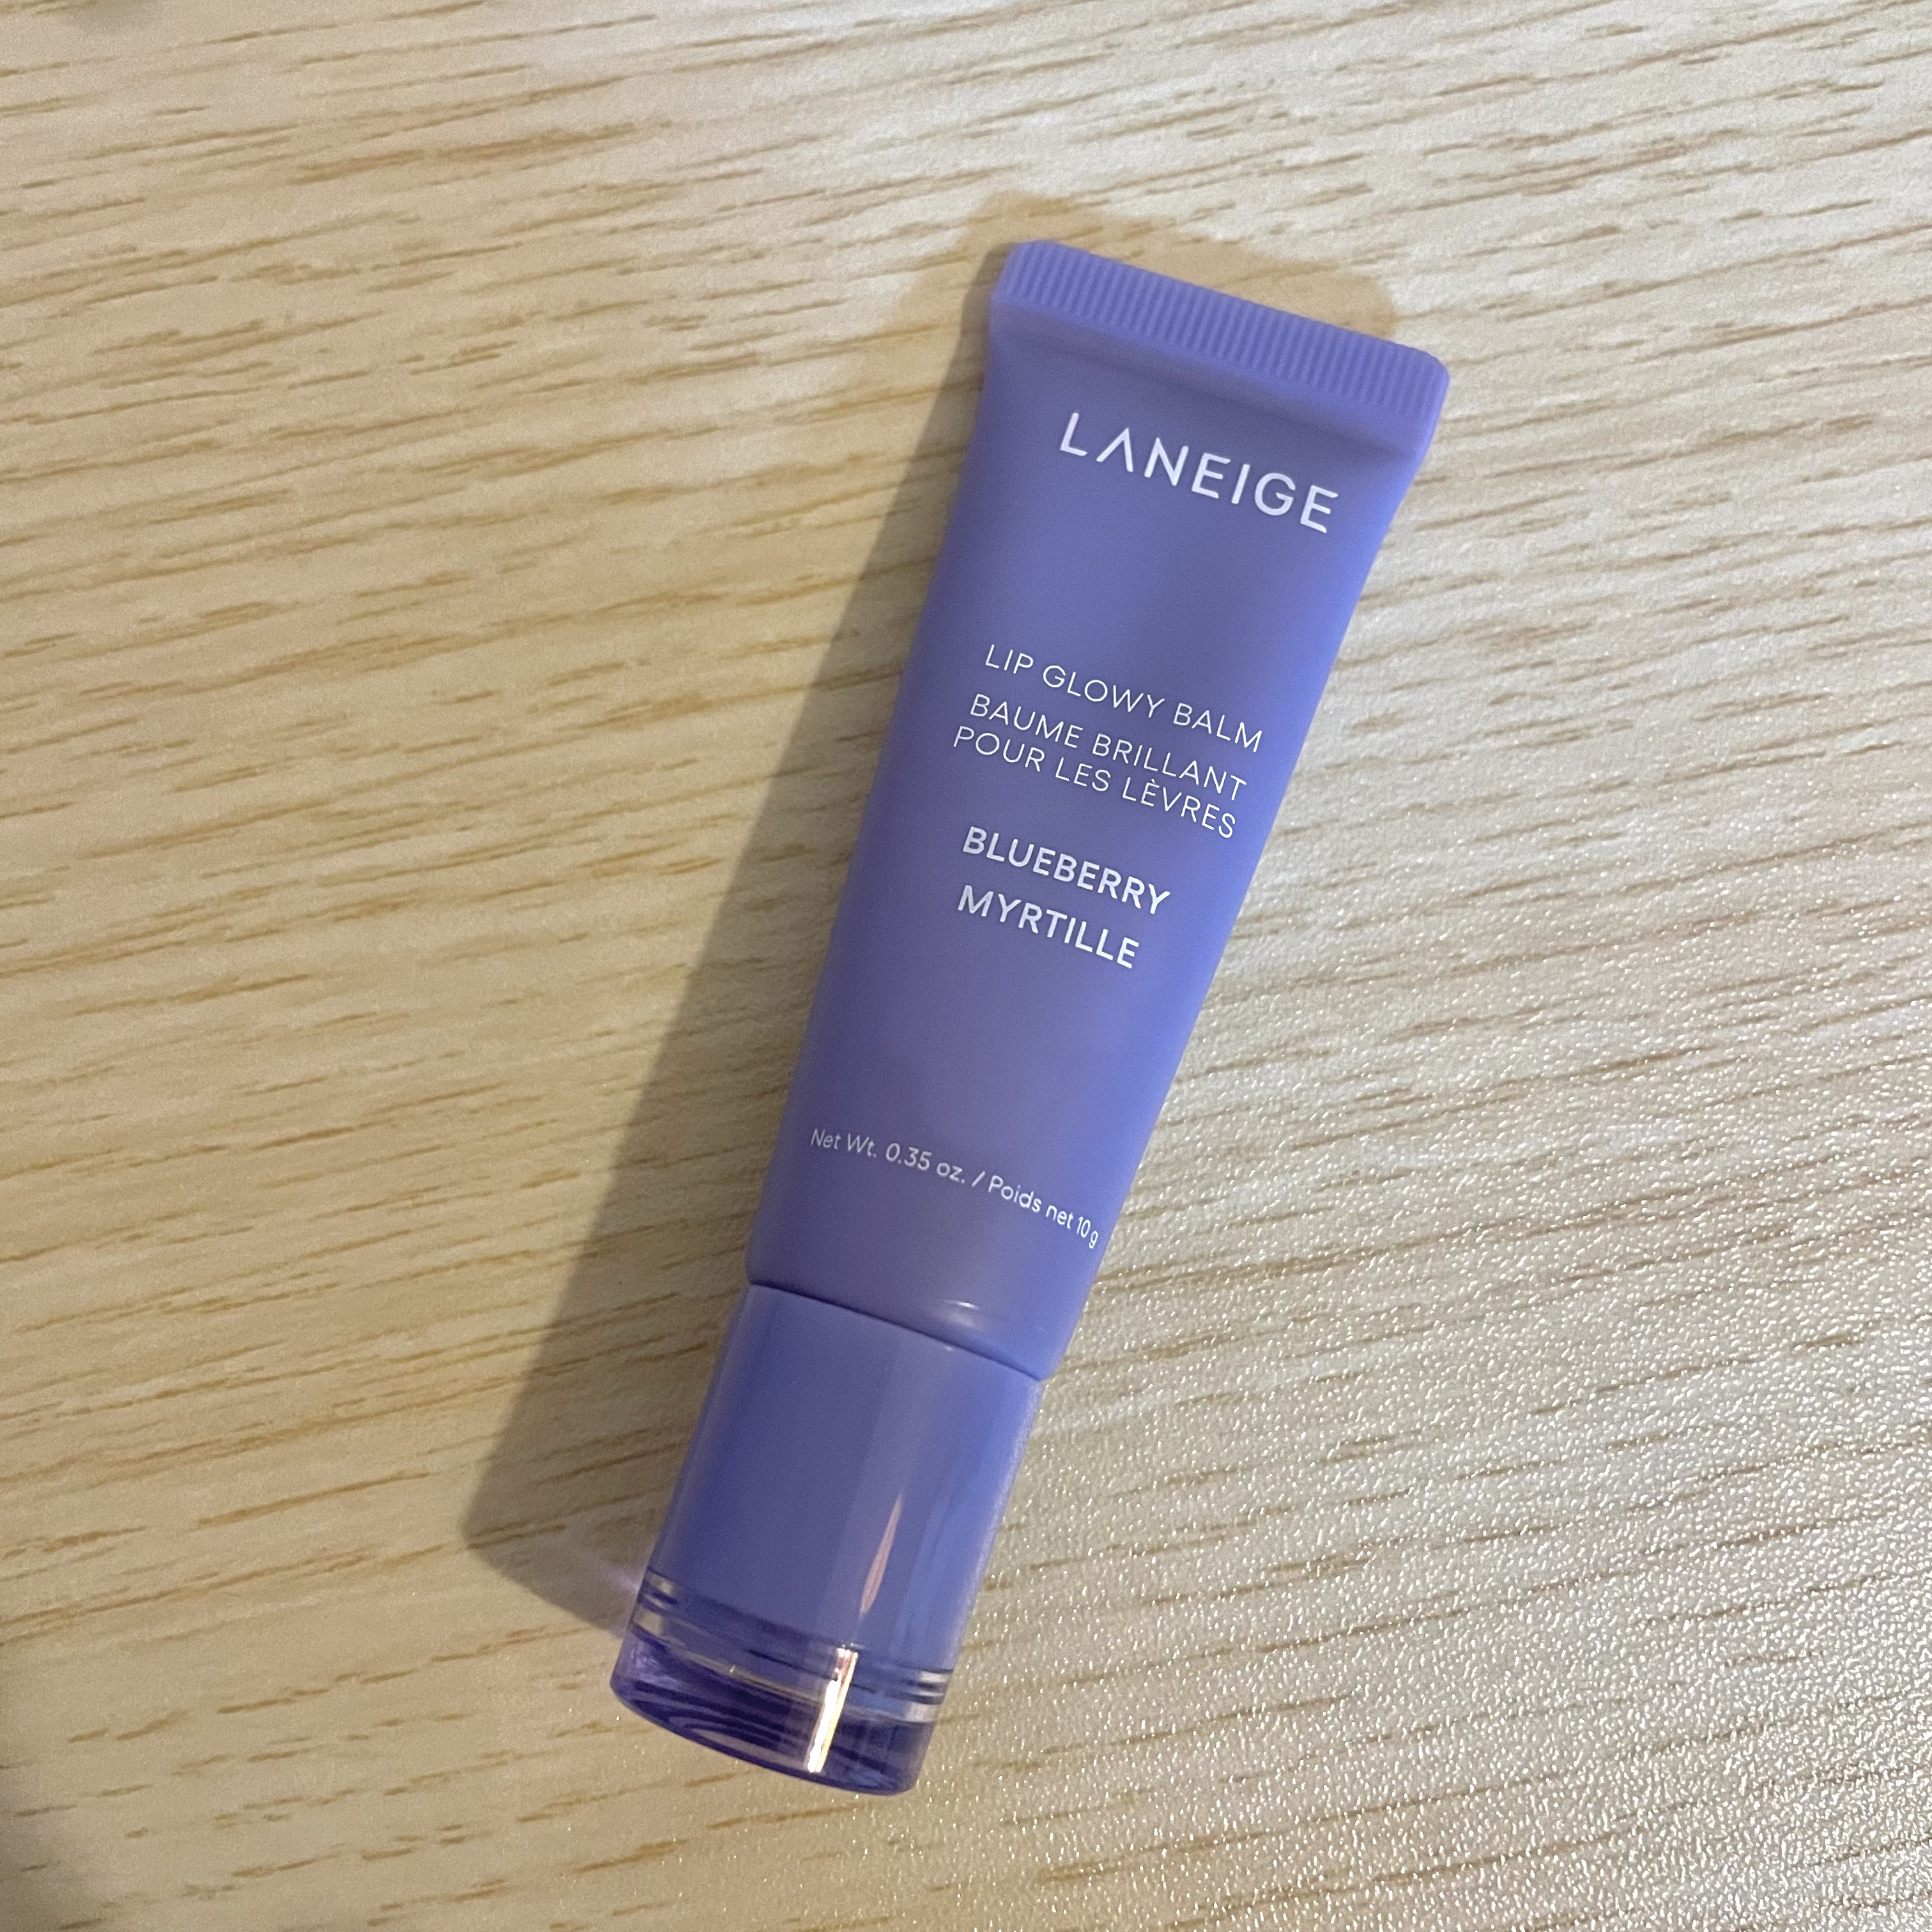 LANEIGE
LIP GLOWY BALM
BAUME BRILLANT
POUR LES LÈVRES
BLUEBERRY
MYRTILLE
Net Wt. 0.35 oz. / Poids net 10 g